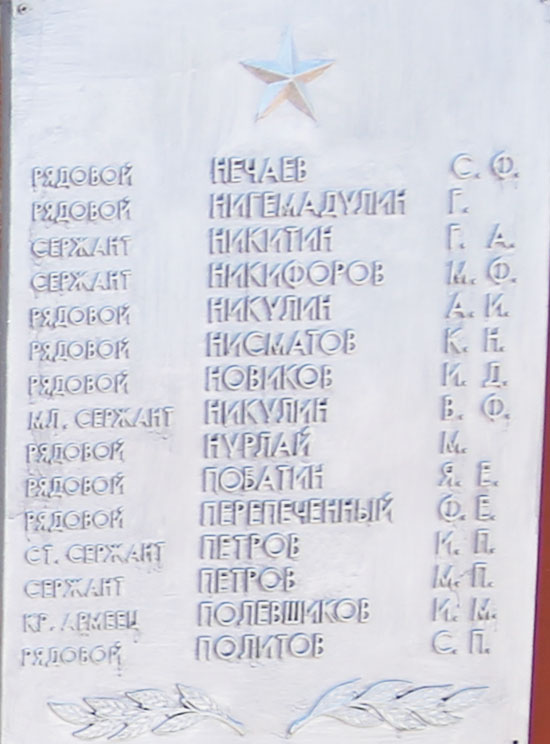 РЯДОВОЙ НЕЧАЕВ С. Ф.
РЯДОВОЙ НИГЕМАДУЛИН Г.
СЕРЖАНТ НИКИТИН Г. А.
СЕРЖАНТ НИКИФОРОВ М. Ф.
РЯДОВОЙ НИКУЛИН А. И.
РЯДОВОЙ НИСМАТОВ К. Н.
РЯДОВОЙ НОВИКОВ И. Д.
МЛ. СЕРЖАНТ НИКУЛИН В. Ф.
РЯДОВОЙ НУРЛАЙ М.
РЯДОВОЙ ПОБАТИН Я. Е.
РЯДОВОЙ ПЕРЕПЕЧЕННЫЙ Ф. Е.
СТ. СЕРЖАНТ ПЕТРОВ И. П.
СЕРЖАНТ ПЕТРОВ М. П.
КР. АРМЕЕЦ ПОЛЕВЩИКОВ И. М.
РЯДОВОЙ ПОЛИТОВ С. П.